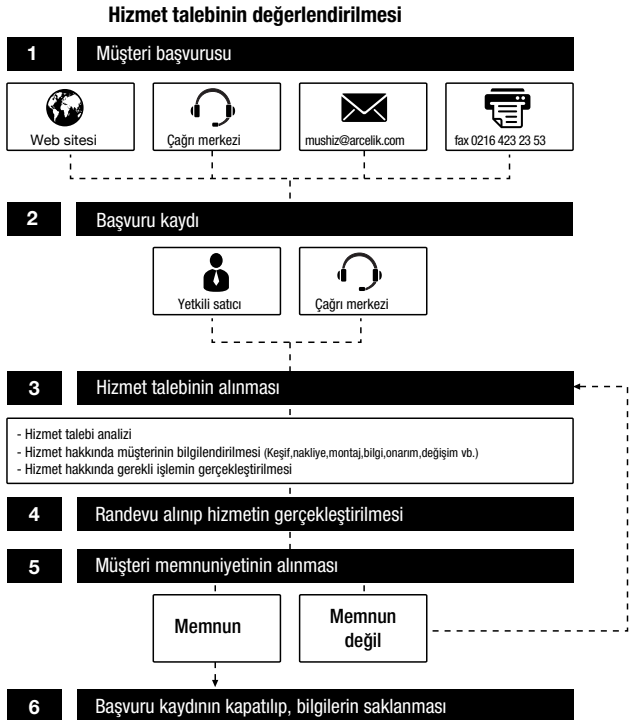 Hizmet talebinin değerlendirilmesi
1 Müşteri başvurusu
Web sitesi Çağrı merkezi mushiz@arcelik.com fax 0216 423 23 53
2 Başvuru kaydı
Yetkili satıcı Çağrı merkezi
3 Hizmet talebinin alınması
- Hizmet talebi analizi
- Hizmet hakkında müşterinin bilgilendirilmesi (Keşif,nakliye,montaj,bilgi,onarım,değişim vb.)
- Hizmet hakkında gerekli işlemin gerçekleştirilmesi
4 Randevu alınıp hizmetin gerçekleştirilmesi
5 Müşteri memnuniyetinin alınması
Memnun
Memnun
değil
6 Başvuru kaydının kapatılıp, bilgilerin saklanması